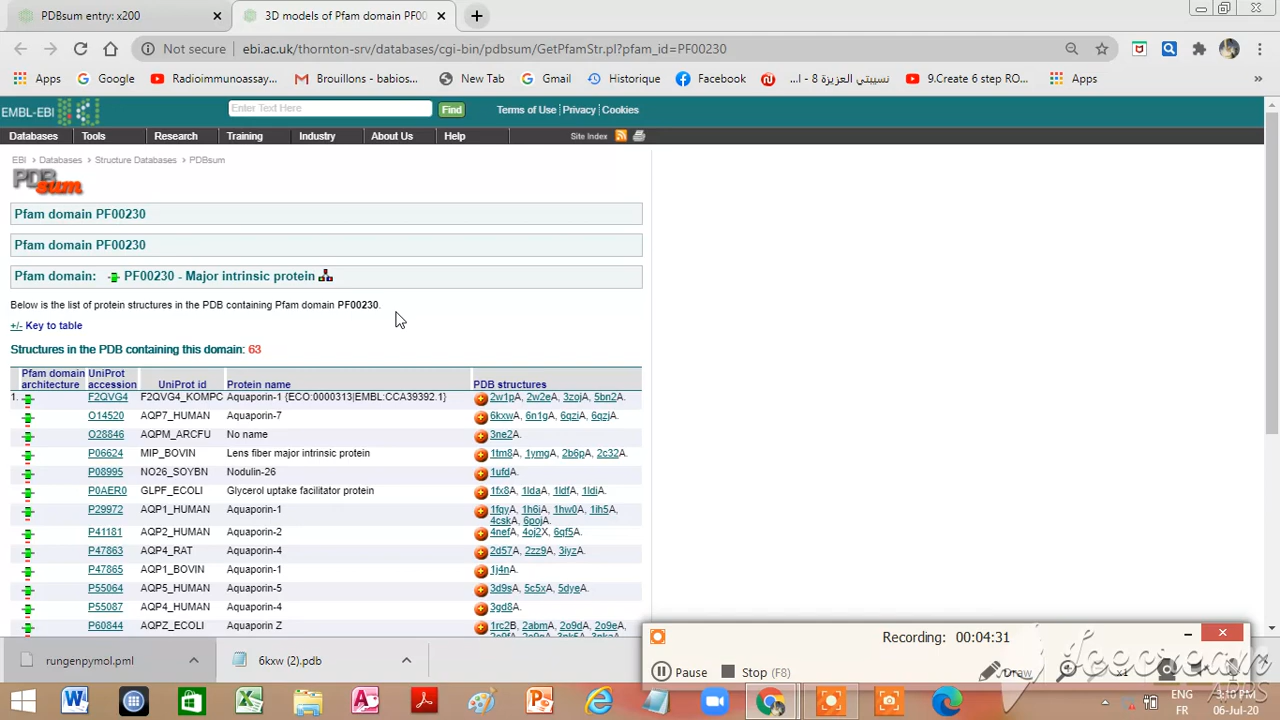 PDBsum entry: x200
3D models of Pfam domain PF00
Not secure
ebi.ac.uk/thornton-srv/databases/cgi-bin/pdbsum/GetPfamStr.pl?pfam_id=PF00230
Apps Google Radioimmunoassay... Brouillons - babios... New Tab Gmail Historique Facebook نسيبتي العزيزة 8 - ا... 9.Create 6 step RO... Apps »
EMBL-EBI
Enter Text Here
Find
Terms of Use Privacy Cookies
Databases Tools Research Training Industry About Us Help Site Index
EBI > Databases > Structure Databases > PDBsum
PDBsum
Pfam domain PF00230
Pfam domain PF00230
Pfam domain: PF00230 - Major intrinsic protein
Below is the list of protein structures in the PDB containing Pfam domain PF00230.
+/- Key to table
Structures in the PDB containing this domain: 63
Pfam domain architecture UniProt accession UniProt id Protein name PDB structures
1. F2QVG4 F2QVG4_KOMPC Aquaporin-1 {ECO:0000313|EMBL:CCA39392.1} 2w1pA, 2w2eA, 3zojA, 5bn2A.
O14520 AQP7_HUMAN Aquaporin-7 6kxwA, 6n1gA, 6qziA, 6qzjA.
O28846 AQPM_ARCFU No name 3ne2A.
P06624 MIP_BOVIN Lens fiber major intrinsic protein 1tm8A, 1ymgA, 2b6pA, 2c32A.
P08995 NO26_SOYBN Nodulin-26 1ufdA.
P0AER0 GLPF_ECOLI Glycerol uptake facilitator protein 1fx8A, 1ldaA, 1ldfA, 1ldiA.
P29972 AQP1_HUMAN Aquaporin-1 1fqyA, 1h6iA, 1hw0A, 1ih5A,
4cskA, 6pojA.
P41181 AQP2_HUMAN Aquaporin-2 4nefA, 4oj2X, 6qf5A.
P47863 AQP4_RAT Aquaporin-4 2d57A, 2zz9A, 3iyzA.
P47865 AQP1_BOVIN Aquaporin-1 1j4nA.
P55064 AQP5_HUMAN Aquaporin-5 3d9sA, 5c5xA, 5dyeA.
P55087 AQP4_HUMAN Aquaporin-4 3gd8A.
P60844 AQPZ_ECOLI Aquaporin Z 1rc2B, 2abmA, 2o9dA, 2o9eA,
Recording: 00:04:31
Pause Stop (F8) Draw x1
icecream
APPS
rungenpymol.pml
6kxw (2).pdb
ENG
FR
06-Jul-20